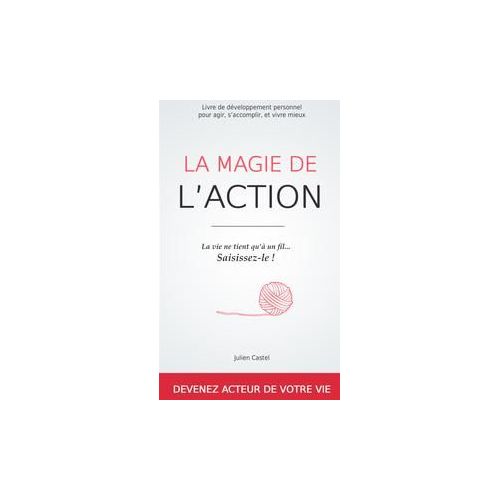 Livre de développement personnel
pour agir, s'accomplir, et vivre mieux
LA MAGIE DE
L'ACTION
La vie ne tient qu'à un fil...
Saisissez-le !
Julien Castel
DEVENEZ ACTEUR DE VOTRE VIE